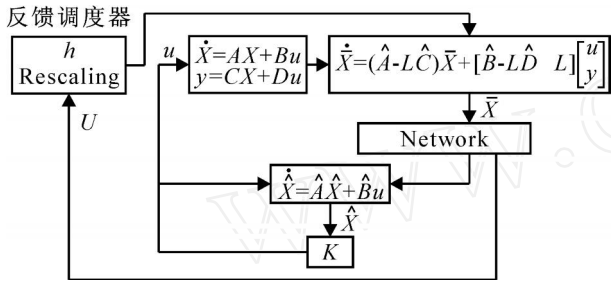 反馈调度器
h
Rescaling
u
Ẋ=AX+Bu
y=CX+Du
X̄̇=(Â-LĈ)X̄+[B̂-LD̂ L][u y]
X̄
U
Network
X̂̇=ÂX̂+B̂u
X̂
K